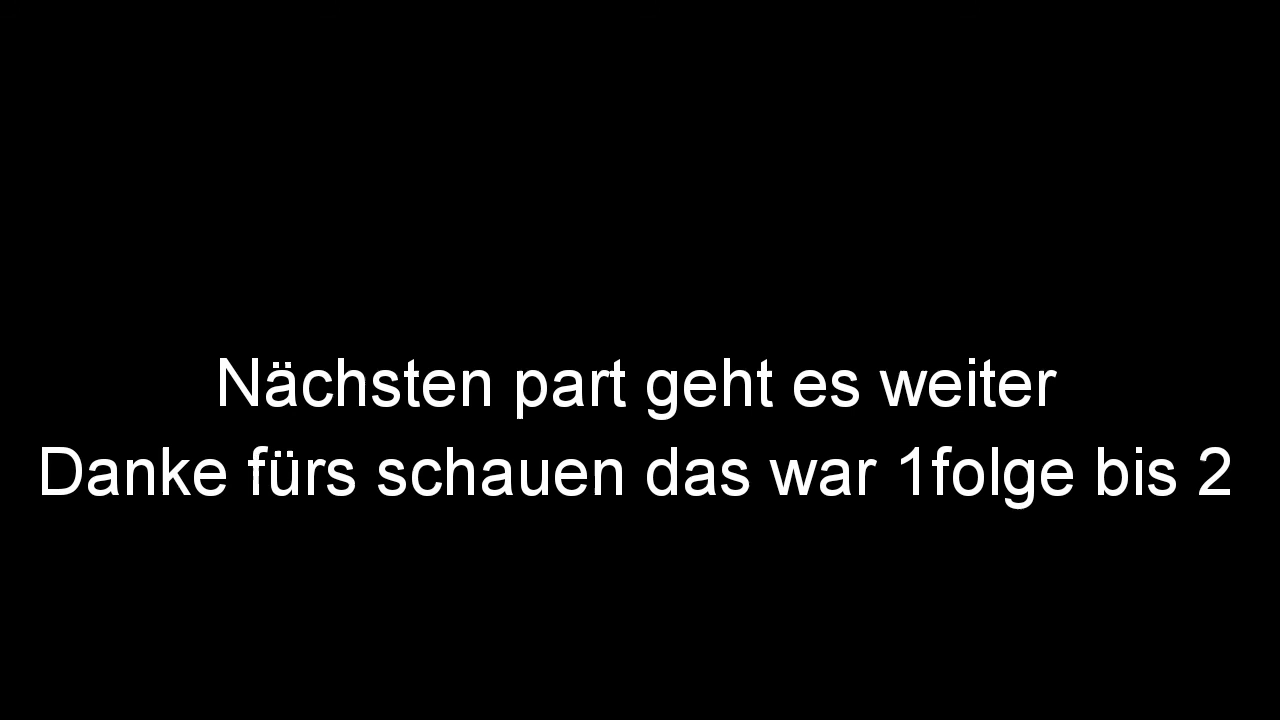 Nächsten part geht es weiter
Danke fürs schauen das war 1folge bis 2